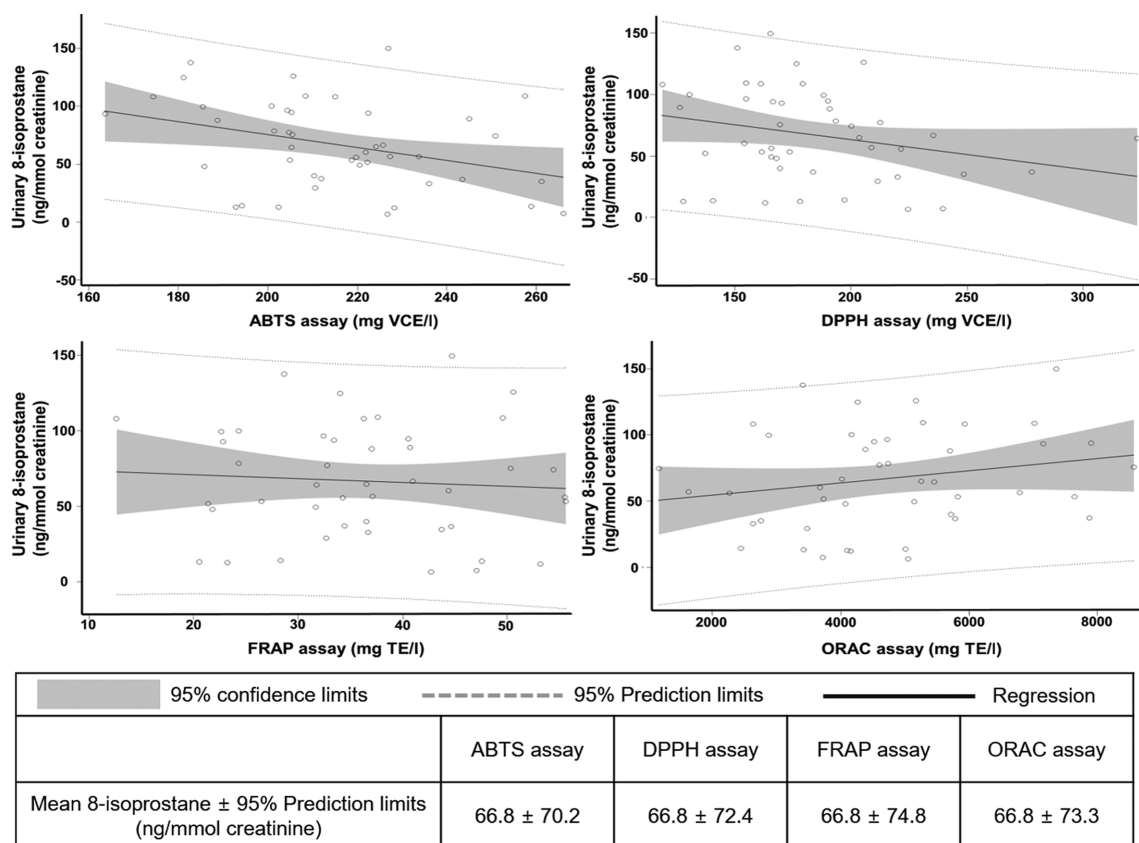 Urinary 8-isoprostane
(ng/mmol creatinine)
150
100
50
0
-50
160
180
200
220
240
260
ABTS assay (mg VCE/l)
Urinary 8-isoprostane
(ng/mmol creatinine)
150
100
50
0
-50
150
200
250
300
DPPH assay (mg VCE/l)
Urinary 8-isoprostane
(ng/mmol creatinine)
150
100
50
0
10
20
30
40
50
FRAP assay (mg TE/l)
Urinary 8-isoprostane
(ng/mmol creatinine)
150
100
50
0
2000
4000
6000
8000
ORAC assay (mg TE/l)
95% confidence limits 95% Prediction limits Regression
ABTS assay DPPH assay FRAP assay ORAC assay
Mean 8-isoprostane ± 95% Prediction limits
(ng/mmol creatinine)
66.8 ± 70.2 66.8 ± 72.4 66.8 ± 74.8 66.8 ± 73.3